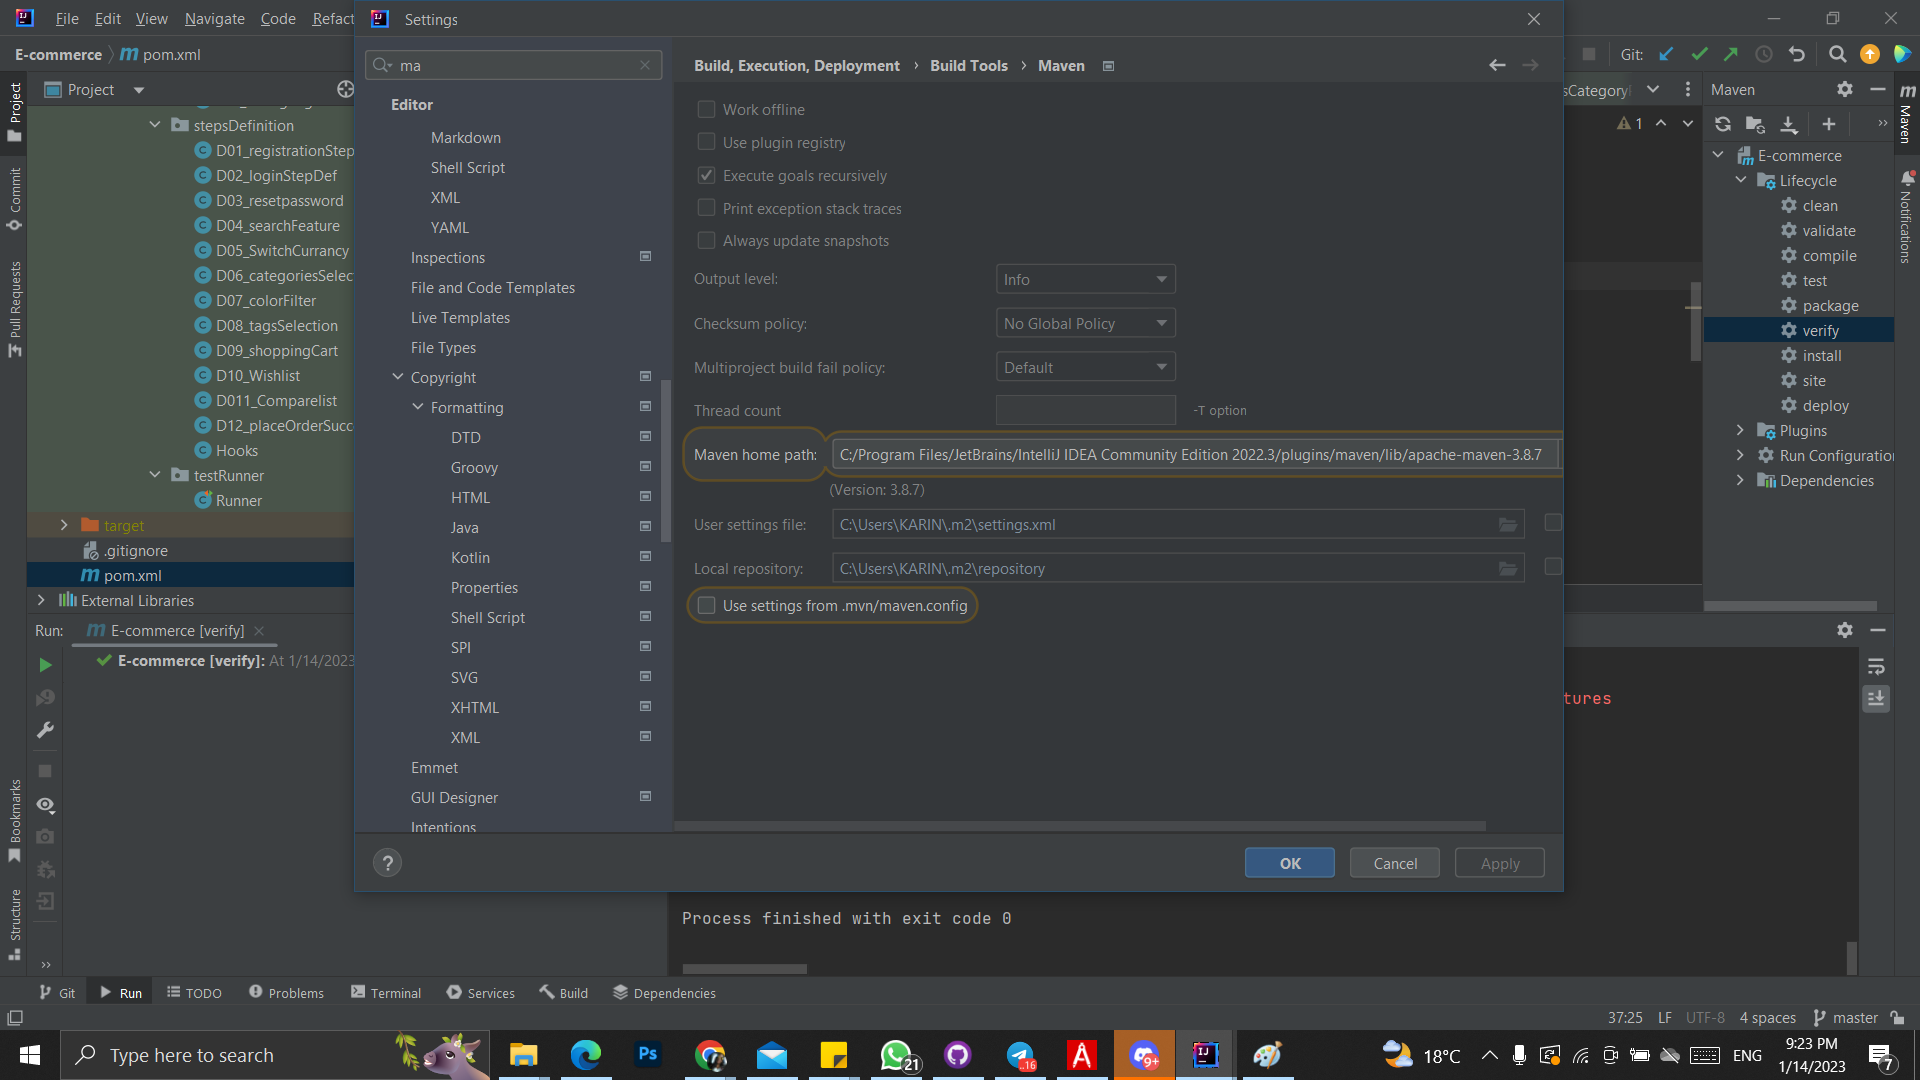 File Edit View Navigate Code Refact
Settings
E-commerce pom.xml
Git:
Project
ma
Build, Execution, Deployment › Build Tools › Maven
sCategory
Maven
1
Project
Commit
Pull Requests
Bookmarks
Structure
Maven
Notifications
stepsDefinition
D01_registrationStep
D02_loginStepDef
D03_resetpassword
D04_searchFeature
D05_SwitchCurrancy
D06_categoriesSelec
D07_colorFilter
D08_tagsSelection
D09_shoppingCart
D10_Wishlist
D011_Comparelist
D12_placeOrderSucc
Hooks
testRunner
Runner
target
.gitignore
pom.xml
External Libraries
Editor
Markdown
Shell Script
XML
YAML
Inspections
File and Code Templates
Live Templates
File Types
Copyright
Formatting
DTD
Groovy
HTML
Java
Kotlin
Properties
Shell Script
SPI
SVG
XHTML
XML
Emmet
GUI Designer
Intentions
Work offline
Use plugin registry
Execute goals recursively
Print exception stack traces
Always update snapshots
Output level: Info
Checksum policy: No Global Policy
Multiproject build fail policy: Default
Thread count -T option
Maven home path: C:/Program Files/JetBrains/IntelliJ IDEA Community Edition 2022.3/plugins/maven/lib/apache-maven-3.8.7
(Version: 3.8.7)
User settings file: C:\Users\KARIN\.m2\settings.xml
Local repository: C:\Users\KARIN\.m2\repository
Use settings from .mvn/maven.config
? OK Cancel Apply
E-commerce
Lifecycle
clean
validate
compile
test
package
verify
install
site
deploy
Plugins
Run Configuration
Dependencies
Run: E-commerce [verify]
E-commerce [verify]: At 1/14/2023
tures
Process finished with exit code 0
Git Run TODO Problems Terminal Services Build Dependencies
37:25 LF UTF-8 4 spaces master
Type here to search
Ps
21
..16
9+
18°C
ENG
9:23 PM
1/14/2023
7